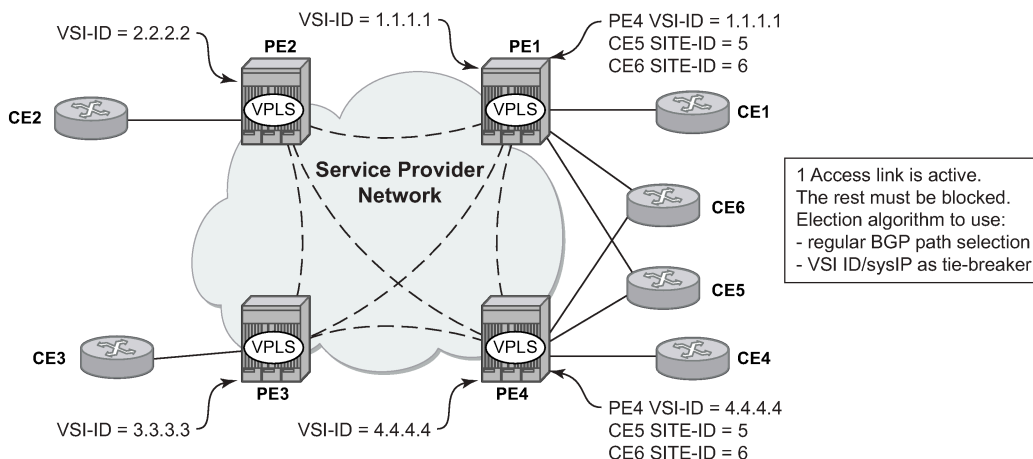 VSI-ID = 2.2.2.2
PE2
VSI-ID = 1.1.1.1
PE1
PE4 VSI-ID = 1.1.1.1
CE5 SITE-ID = 5
CE6 SITE-ID = 6
CE2
VPLS
VPLS
CE1
Service Provider
Network
CE6
1 Access link is active.
The rest must be blocked.
Election algorithm to use:
- regular BGP path selection
- VSI ID/sysIP as tie-breaker
CE5
CE3
VPLS
VPLS
CE4
PE3
PE4
VSI-ID = 3.3.3.3
VSI-ID = 4.4.4.4
PE4 VSI-ID = 4.4.4.4
CE5 SITE-ID = 5
CE6 SITE-ID = 6